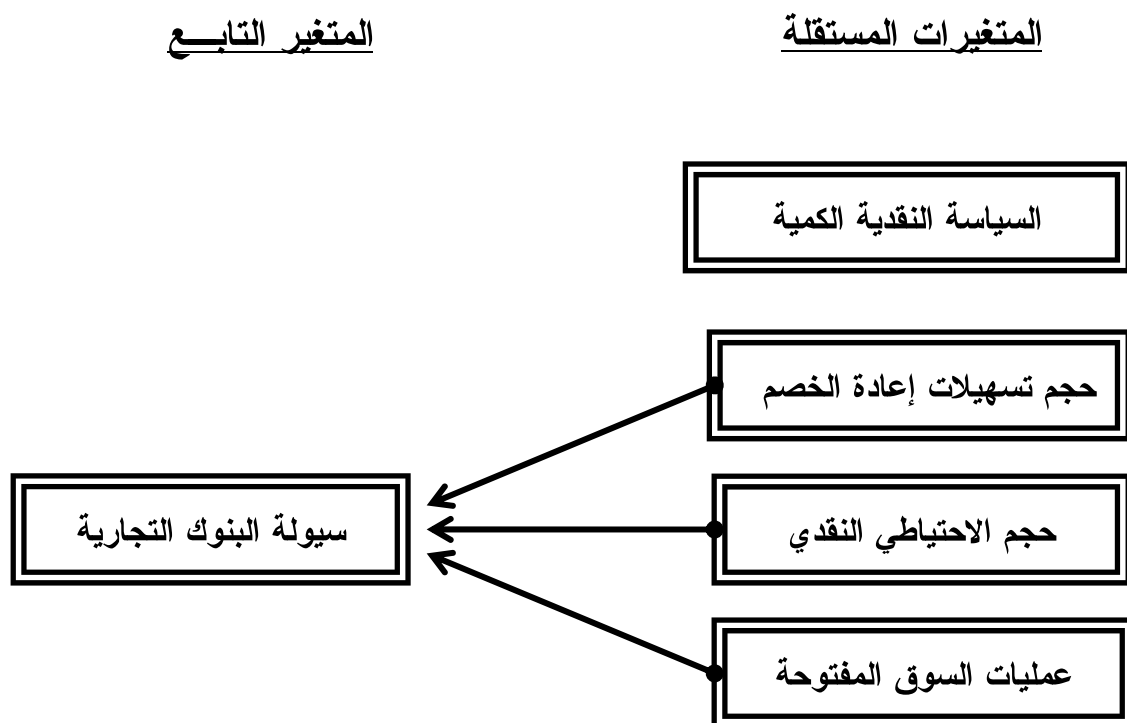 المتغيرات المستقلة
المتغير التابـــع
السياسة النقدية الكمية
حجم تسهيلات إعادة الخصم
حجم الاحتياطي النقدي
سيولة البنوك التجارية
عمليات السوق المفتوحة